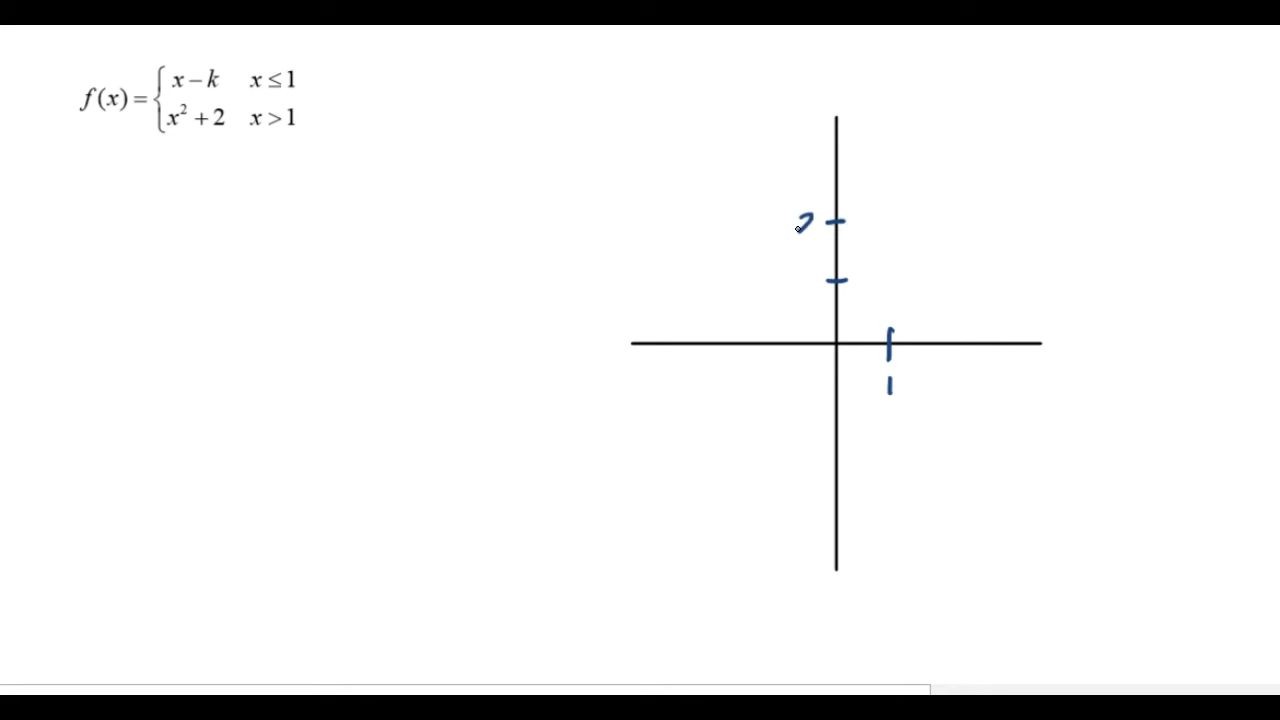 f(x) = { x − k   x ≤ 1
x² + 2   x > 1
2
1